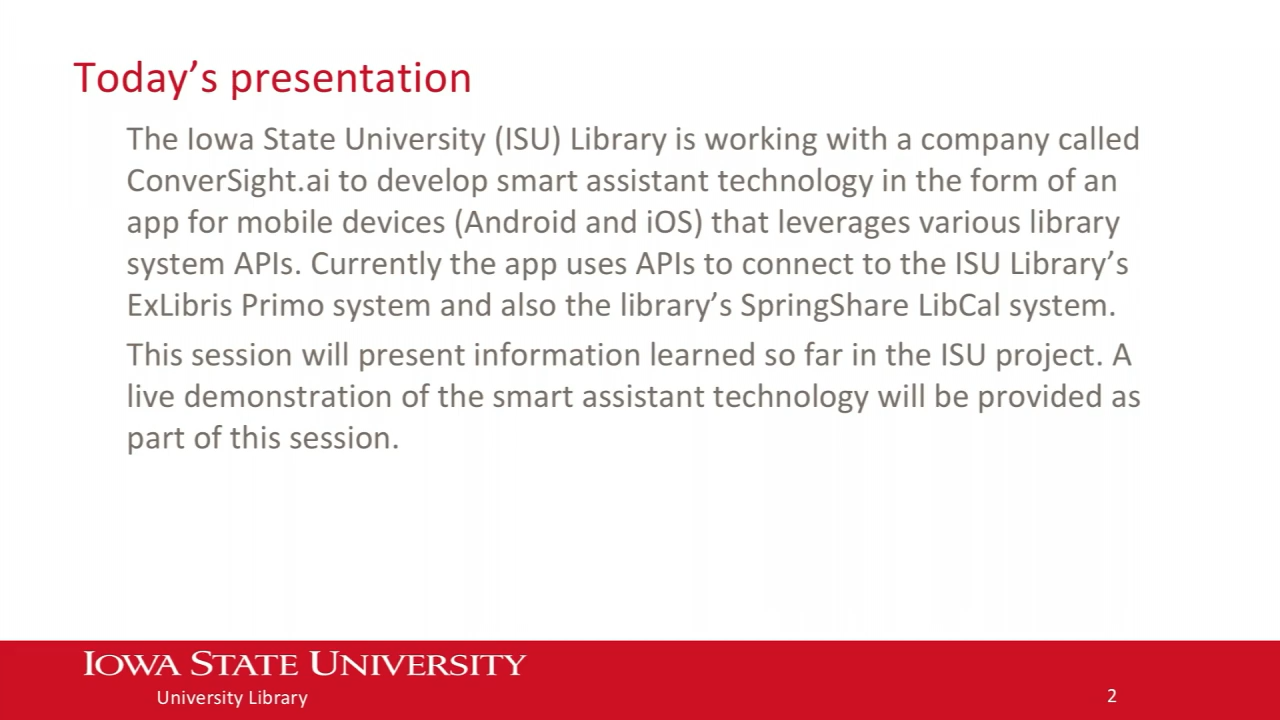 Today’s presentation
The Iowa State University (ISU) Library is working with a company called
ConverSight.ai to develop smart assistant technology in the form of an
app for mobile devices (Android and iOS) that leverages various library
system APIs. Currently the app uses APIs to connect to the ISU Library’s
ExLibris Primo system and also the library’s SpringShare LibCal system.
This session will present information learned so far in the ISU project. A
live demonstration of the smart assistant technology will be provided as
part of this session.
IOWA STATE UNIVERSITY
University Library
2